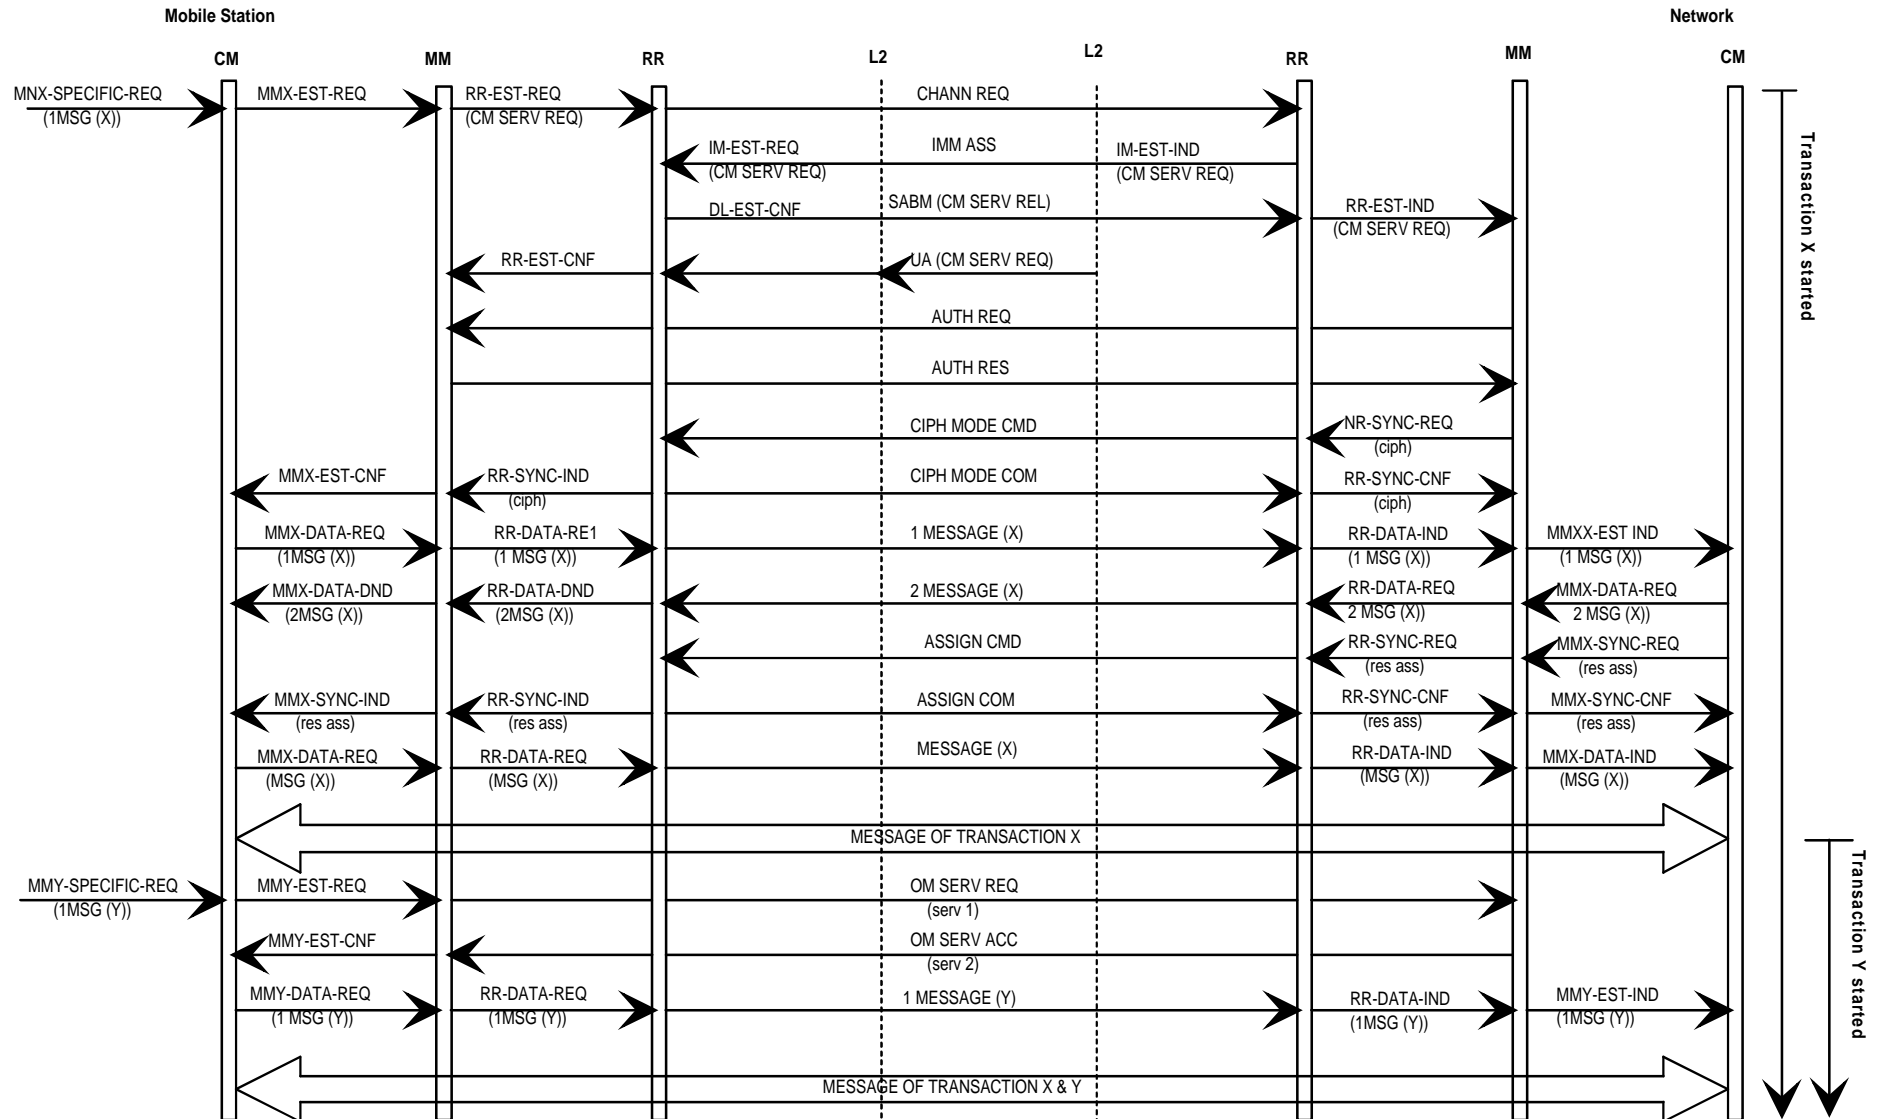 Mobile Station
Network
CM
MM
RR
L2
L2
RR
MM
CM
MNX-SPECIFIC-REQ
(1MSG (X))
MMX-EST-REQ
RR-EST-REQ
(CM SERV REQ)
CHANN REQ
IM-EST-REQ
(CM SERV REQ)
IMM ASS
IM-EST-IND
(CM SERV REQ)
DL-EST-CNF
SABM (CM SERV REL)
RR-EST-IND
(CM SERV REQ)
RR-EST-CNF
UA (CM SERV REQ)
AUTH REQ
AUTH RES
CIPH MODE CMD
NR-SYNC-REQ
(ciph)
MMX-EST-CNF
RR-SYNC-IND
(ciph)
CIPH MODE COM
RR-SYNC-CNF
(ciph)
MMX-DATA-REQ
(1MSG (X))
RR-DATA-RE1
(1 MSG (X))
1 MESSAGE (X)
RR-DATA-IND
(1 MSG (X))
MMXX-EST IND
(1 MSG (X))
MMX-DATA-DND
(2MSG (X))
RR-DATA-DND
(2MSG (X))
2 MESSAGE (X)
RR-DATA-REQ
2 MSG (X))
MMX-DATA-REQ
2 MSG (X))
ASSIGN CMD
RR-SYNC-REQ
(res ass)
MMX-SYNC-REQ
(res ass)
MMX-SYNC-IND
(res ass)
RR-SYNC-IND
(res ass)
ASSIGN COM
RR-SYNC-CNF
(res ass)
MMX-SYNC-CNF
(res ass)
MMX-DATA-REQ
(MSG (X))
RR-DATA-REQ
(MSG (X))
MESSAGE (X)
RR-DATA-IND
(MSG (X))
MMX-DATA-IND
(MSG (X))
MESSAGE OF TRANSACTION X
MMY-SPECIFIC-REQ
(1MSG (Y))
MMY-EST-REQ
OM SERV REQ
(serv 1)
MMY-EST-CNF
OM SERV ACC
(serv 2)
MMY-DATA-REQ
(1 MSG (Y))
RR-DATA-REQ
(1MSG (Y))
1 MESSAGE (Y)
RR-DATA-IND
(1MSG (Y))
MMY-EST-IND
(1MSG (Y))
MESSAGE OF TRANSACTION X & Y
Transaction X started
Transaction Y started